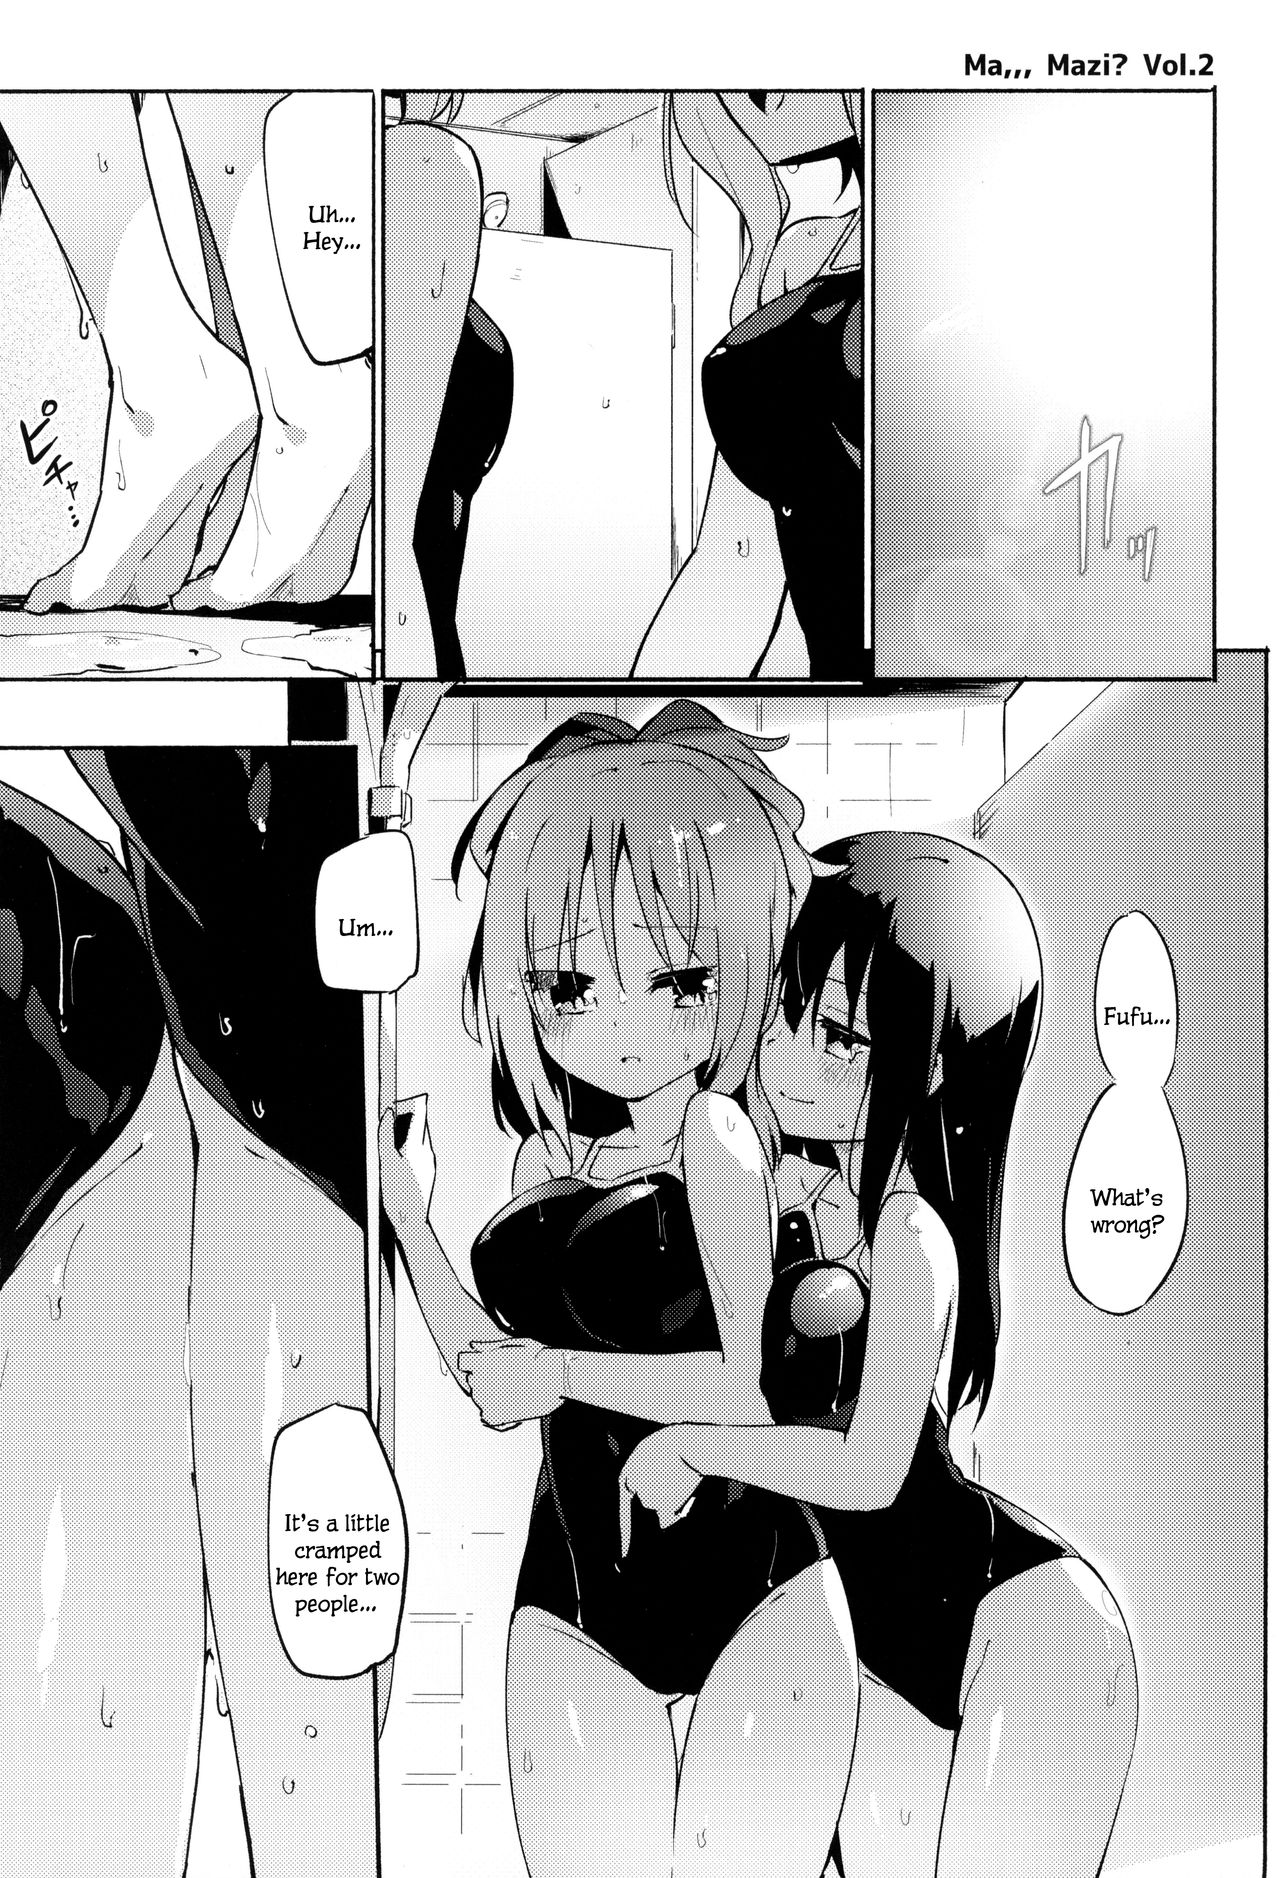 Ma,,, Mazi? Vol.2
カッ
Uh...
Hey...
ピチャ...
Fufu...
What's
wrong?
Um...
It's a little
cramped
here for two
people...